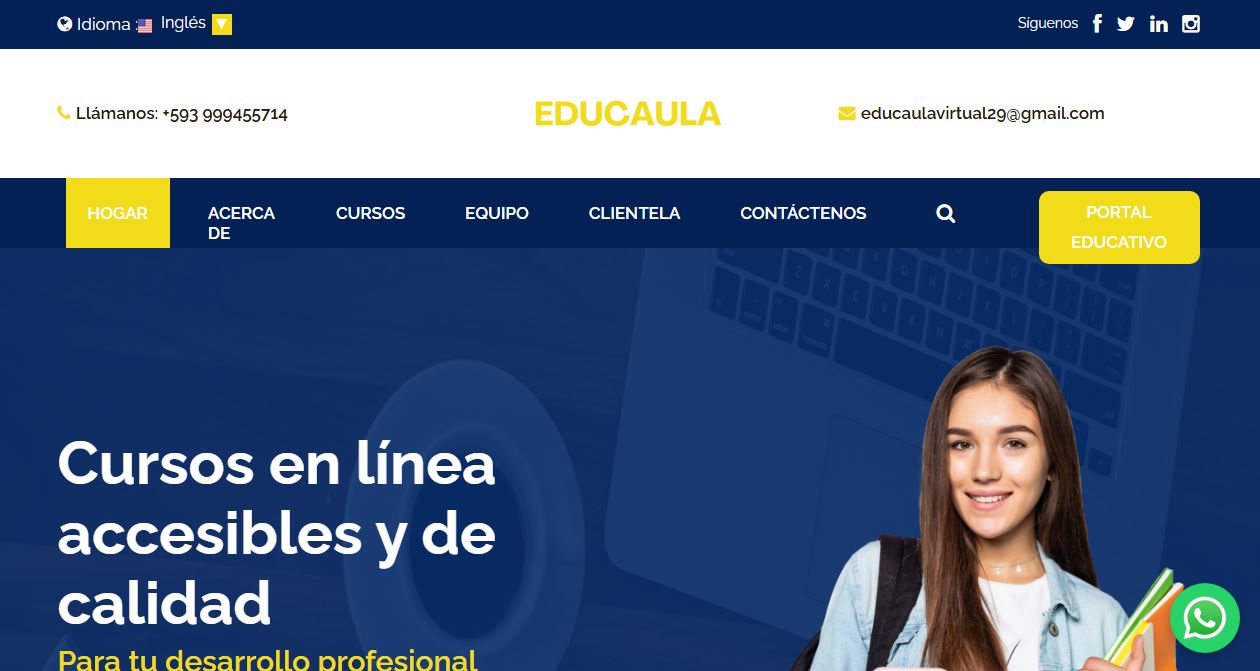 Idioma : Inglés
Síguenos
Llámanos: +593 999455714
EDUCAULA
educaulavirtual29@gmail.com
HOGAR
ACERCA
DE
CURSOS
EQUIPO
CLIENTELA
CONTÁCTENOS
PORTAL
EDUCATIVO
Cursos en línea
accesibles y de
calidad
Para tu desarrollo profesional